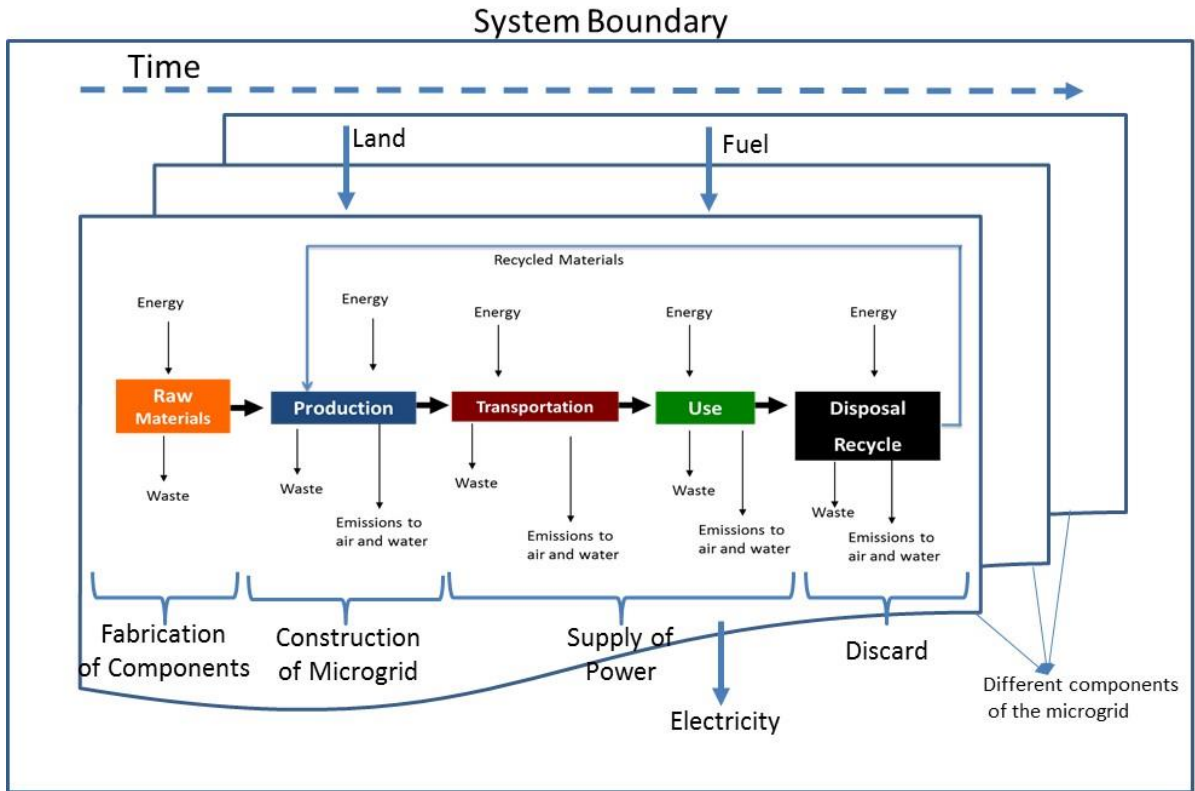 System Boundary
Time
Land
Fuel
Recycled Materials
Energy
Energy
Energy
Energy
Energy
Raw
Materials
Production
Transportation
Use
Disposal
Recycle
Waste
Waste
Waste
Waste
Waste
Emissions to
air and water
Emissions to
air and water
Emissions to
air and water
Emissions to
air and water
Fabrication
of Components
Construction
of Microgrid
Supply of
Power
Discard
Electricity
Different components
of the microgrid